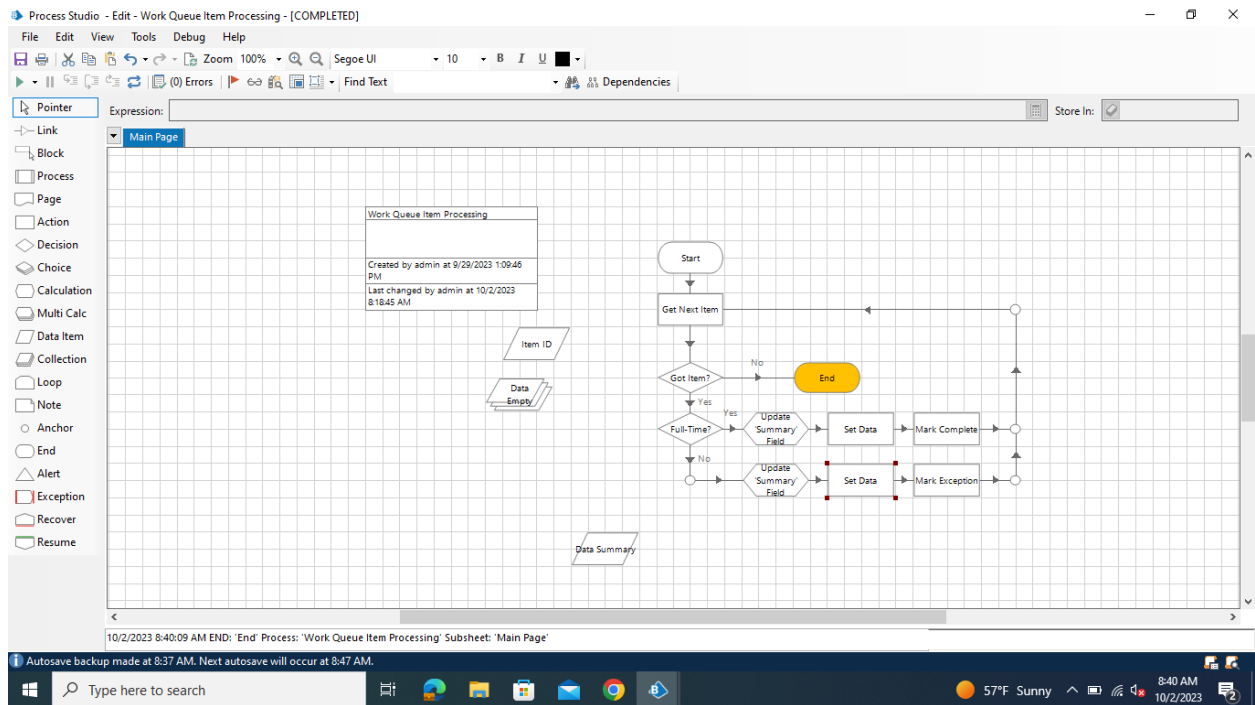 Process Studio - Edit - Work Queue Item Processing - [COMPLETED]
File Edit View Tools Debug Help
Zoom 100% Segoe UI 10 B I U
(0) Errors Find Text Dependencies
Pointer
Link
Block
Process
Page
Action
Decision
Choice
Calculation
Multi Calc
Data Item
Collection
Loop
Note
Anchor
End
Alert
Exception
Recover
Resume
Expression:
Store In:
Main Page
Work Queue Item Processing
Created by admin at 9/29/2023 1:09:46
PM
Last changed by admin at 10/2/2023
8:18:45 AM
Start
Get Next Item
Item ID
Got Item?
No
End
Data
Empty
Yes
Full-Time?
Yes
Update
'Summary'
Field
Set Data
Mark Complete
No
Update
'Summary'
Field
Set Data
Mark Exception
Data Summary
10/2/2023 8:40:09 AM END: 'End' Process: 'Work Queue Item Processing' Subsheet: 'Main Page'
Autosave backup made at 8:37 AM. Next autosave will occur at 8:47 AM.
Type here to search
57°F Sunny
8:40 AM
10/2/2023
2